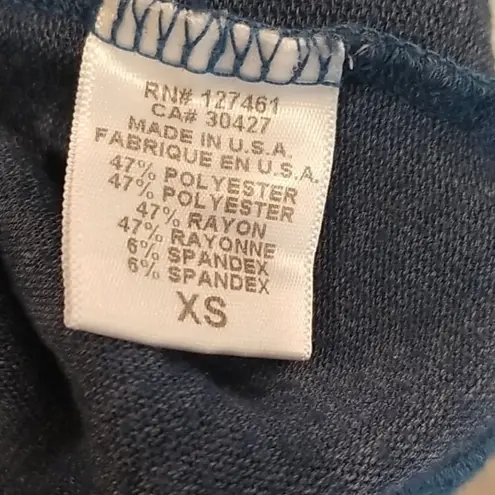 RN# 127461
CA# 30427
MADE IN U.S.A.
FABRIQUE EN U.S.A.
47% POLYESTER
47% POLYESTER
47% RAYON
47% RAYONNE
6% SPANDEX
6% SPANDEX
XS